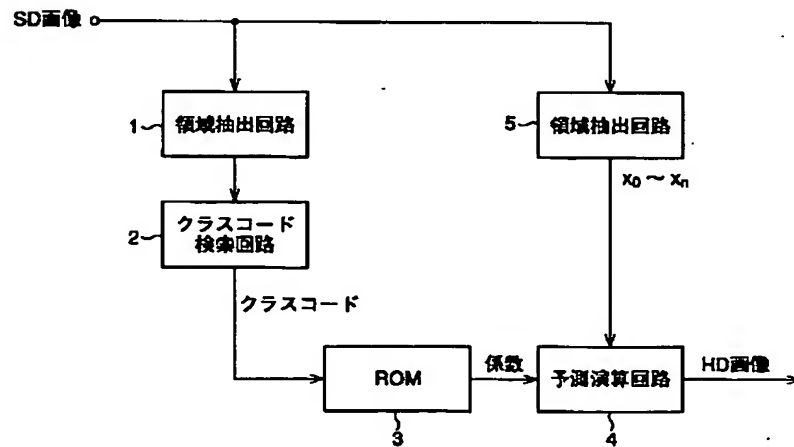 SD画像
1
領域抽出回路
5
領域抽出回路
x₀ ~ xₙ
2
クラスコード
検索回路
クラスコード
ROM
3
係数
予測演算回路
4
HD画像